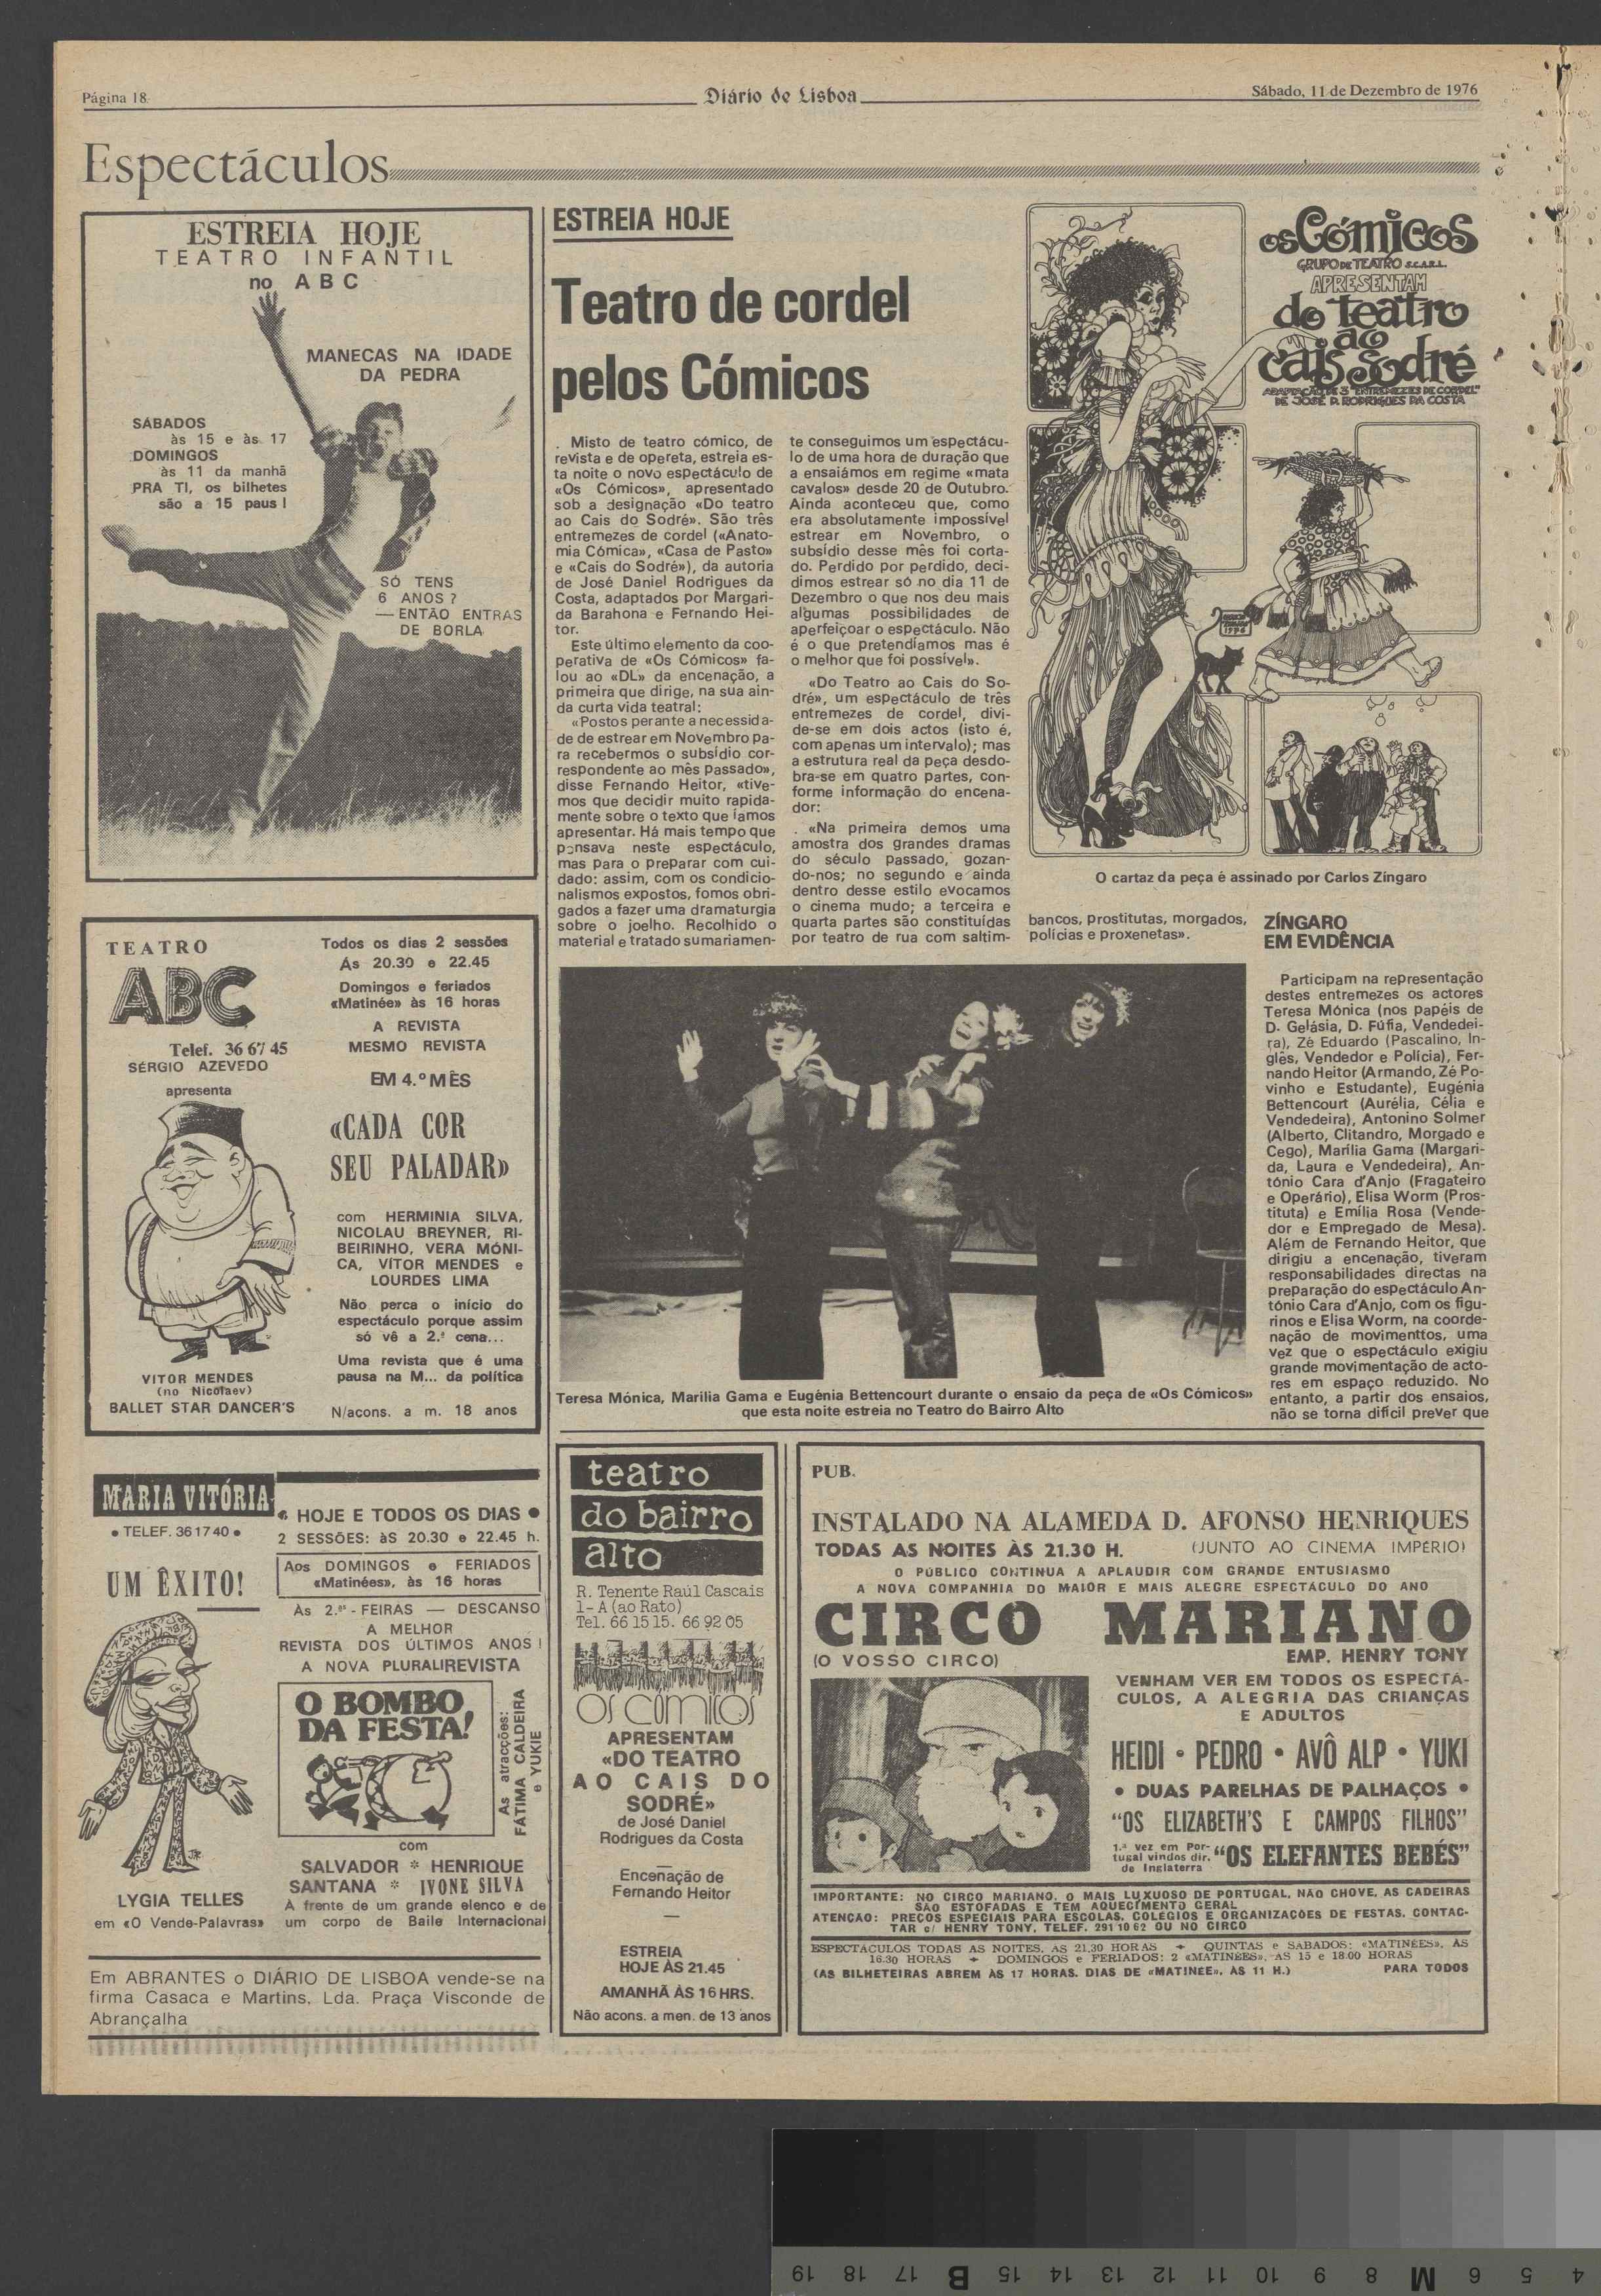 Página 18
Diário de Lisboa
Sábado, 11 de Dezembro de 1976
Espectáculos
ESTREIA HOJE
TEATRO INFANTIL
no ABC
MANECAS NA IDADE
DA PEDRA
SÁBADOS
às 15 e às 17
DOMINGOS
às 11 da manhã
PRA TI, os bilhetes
são a 15 paus!
SÓ TENS
6 ANOS?
— ENTÃO ENTRAS
DE BORLA
TEATRO
ABC
Telef. 36 67 45
SÉRGIO AZEVEDO
apresenta
VITOR MENDES
(no Nicolaev)
BALLET STAR DANCER'S
Todos os dias 2 sessões
Ás 20.30 e 22.45
Domingos e feriados
«Matinée» às 16 horas
A REVISTA
MESMO REVISTA
EM 4.º MÊS
«CADA COR
SEU PALADAR»
com HERMINIA SILVA,
NICOLAU BREYNER, RI-
BEIRINHO, VERA MÓNI-
CA, VÍTOR MENDES e
LOURDES LIMA
Não perca o início do
espectáculo porque assim
só vê a 2.ª cena...
Uma revista que é uma
pausa na M... da política
N/acons. a m. 18 anos
MARIA VITÓRIA
• TELEF. 36 17 40 •
UM ÊXITO!
LYGIA TELLES
em «O Vende-Palavras»
• HOJE E TODOS OS DIAS •
2 SESSÕES: àS 20.30 e 22.45 h.
Aos DOMINGOS e FERIADOS
«Matinées», às 16 horas
Às 2.ªˢ - FEIRAS — DESCANSO
A MELHOR
REVISTA DOS ÚLTIMOS ANOS!
A NOVA PLURALIREVISTA
O BOMBO
DA FESTA!
As atracções:
FÁTIMA CALDEIRA
e YUKIE
com
SALVADOR * HENRIQUE
SANTANA * IVONE SILVA
À frente de um grande elenco e de
um corpo de Baile Internacional
Em ABRANTES o DIÁRIO DE LISBOA vende-se na
firma Casaca e Martins, Lda. Praça Visconde de
Abrançalha
ESTREIA HOJE
Teatro de cordel
pelos Cómicos
Misto de teatro cómico, de
revista e de opereta, estreia es-
ta noite o novo espectáculo de
«Os Cómicos», apresentado
sob a designação «Do teatro
ao Cais do Sodré». São três
entremezes de cordel («Anato-
mia Cómica», «Casa de Pasto»
e «Cais do Sodré»), da autoria
de José Daniel Rodrigues da
Costa, adaptados por Margari-
da Barahona e Fernando Hei-
tor.
Este último elemento da coo-
perativa de «Os Cómicos» fa-
lou ao «DL» da encenação, a
primeira que dirige, na sua ain-
da curta vida teatral:
«Postos perante a necessida-
de de estrear em Novembro pa-
ra recebermos o subsídio cor-
respondente ao mês passado»,
disse Fernando Heitor, «tive-
mos que decidir muito rapida-
mente sobre o texto que íamos
apresentar. Há mais tempo que
pensava neste espectáculo,
mas para o preparar com cui-
dado: assim, com os condicio-
nalismos expostos, fomos obri-
gados a fazer uma dramaturgia
sobre o joelho. Recolhido o
material e tratado sumariamen-
te conseguimos um espectácu-
lo de uma hora de duração que
a ensaiámos em regime «mata
cavalos» desde 20 de Outubro.
Ainda aconteceu que, como
era absolutamente impossível
estrear em Novembro, o
subsídio desse mês foi corta-
do. Perdido por perdido, deci-
dimos estrear só no dia 11 de
Dezembro o que nos deu mais
algumas possibilidades de
aperfeiçoar o espectáculo. Não
é o que pretendíamos mas é
o melhor que foi possível».
«Do Teatro ao Cais do So-
dré», um espectáculo de três
entremezes de cordel, divi-
de-se em dois actos (isto é,
com apenas um intervalo); mas
a estrutura real da peça desdo-
bra-se em quatro partes, con-
forme informação do encena-
dor:
«Na primeira demos uma
amostra dos grandes dramas
do século passado, gozan-
do-nos; no segundo e ainda
dentro desse estilo evocamos
o cinema mudo; a terceira e
quarta partes são constituídas
por teatro de rua com saltim-
bancos, prostitutas, morgados,
polícias e proxenetas».
os Cómicos
GRUPO DE TEATRO S.C.A.R.L.
APRESENTAM
do teatro
ao
cais sodré
ADAPTAÇÃO DE 3 "ENTREMEZES DE CORDEL"
DE JOSÉ D. RODRIGUES DA COSTA
1976
O cartaz da peça é assinado por Carlos Zíngaro
Teresa Mónica, Marília Gama e Eugénia Bettencourt durante o ensaio da peça de «Os Cómicos»
que esta noite estreia no Teatro do Bairro Alto
ZÍNGARO
EM EVIDÊNCIA
Participam na representação
destes entremezes os actores
Teresa Mónica (nos papéis de
D. Gelásia, D. Fúfia, Vendedei-
ra), Zé Eduardo (Pascalino, In-
glês, Vendedor e Polícia), Fer-
nando Heitor (Armando, Zé Po-
vinho e Estudante), Eugénia
Bettencourt (Aurélia, Célia e
Vendedeira), Antonino Solmer
(Alberto, Clitandro, Morgado e
Cego), Marília Gama (Margari-
da, Laura e Vendedeira), An-
tónio Cara d'Anjo (Fragateiro
e Operário), Elisa Worm (Pros-
tituta) e Emília Rosa (Vende-
dor e Empregado de Mesa).
Além de Fernando Heitor, que
dirigiu a encenação, tiveram
responsabilidades directas na
preparação do espectáculo An-
tónio Cara d'Anjo, com os figu-
rinos e Elisa Worm, na coorde-
nação de movimenttos, uma
vez que o espectáculo exigiu
grande movimentação de acto-
res em espaço reduzido. No
entanto, a partir dos ensaios,
não se torna difícil prever que
teatro
do bairro
alto
R. Tenente Raúl Cascais
1-A (ao Rato)
Tel. 66 15 15. 66 92 05
os cómicos
APRESENTAM
«DO TEATRO
AO CAIS DO
SODRÉ»
de José Daniel
Rodrigues da Costa
—
Encenação de
Fernando Heitor
—
ESTREIA
HOJE ÀS 21.45
AMANHÃ ÀS 16 HRS.
Não acons. a men. de 13 anos
PUB.
INSTALADO NA ALAMEDA D. AFONSO HENRIQUES
TODAS AS NOITES ÀS 21.30 H. (JUNTO AO CINEMA IMPÉRIO)
O PÚBLICO CONTINUA A APLAUDIR COM GRANDE ENTUSIASMO
A NOVA COMPANHIA DO MAIOR E MAIS ALEGRE ESPECTÁCULO DO ANO
CIRCO MARIANO
(O VOSSO CIRCO)
EMP. HENRY TONY
VENHAM VER EM TODOS OS ESPECTÁ-
CULOS, A ALEGRIA DAS CRIANÇAS
E ADULTOS
HEIDI • PEDRO • AVÔ ALP • YUKI
• DUAS PARELHAS DE PALHAÇOS •
"OS ELIZABETH'S E CAMPOS FILHOS"
1.ª vez em Por-
tugal vindos dir.
de Inglaterra
"OS ELEFANTES BEBÉS"
IMPORTANTE: NO CIRCO MARIANO, O MAIS LUXUOSO DE PORTUGAL, NÃO CHOVE, AS CADEIRAS
SÃO ESTOFADAS E TEM AQUECIMENTO GERAL
ATENÇÃO: PREÇOS ESPECIAIS PARA ESCOLAS, COLÉGIOS E ORGANIZAÇÕES DE FESTAS. CONTAC-
TAR c/ HENRY TONY, TELEF. 291 10 62 OU NO CIRCO
ESPECTÁCULOS TODAS AS NOITES, ÀS 21,30 HORAS + QUINTAS e SÁBADOS: «MATINÉES», ÀS
16.30 HORAS + DOMINGOS e FERIADOS: 2 «MATINÉES», ÀS 15 e 18.00 HORAS
(AS BILHETEIRAS ABREM ÀS 17 HORAS. DIAS DE «MATINÉE», ÀS 11 H.) PARA TODOS
19 18 17 B 16 15 14 13 12 11 10 9 8 M 6 5 4